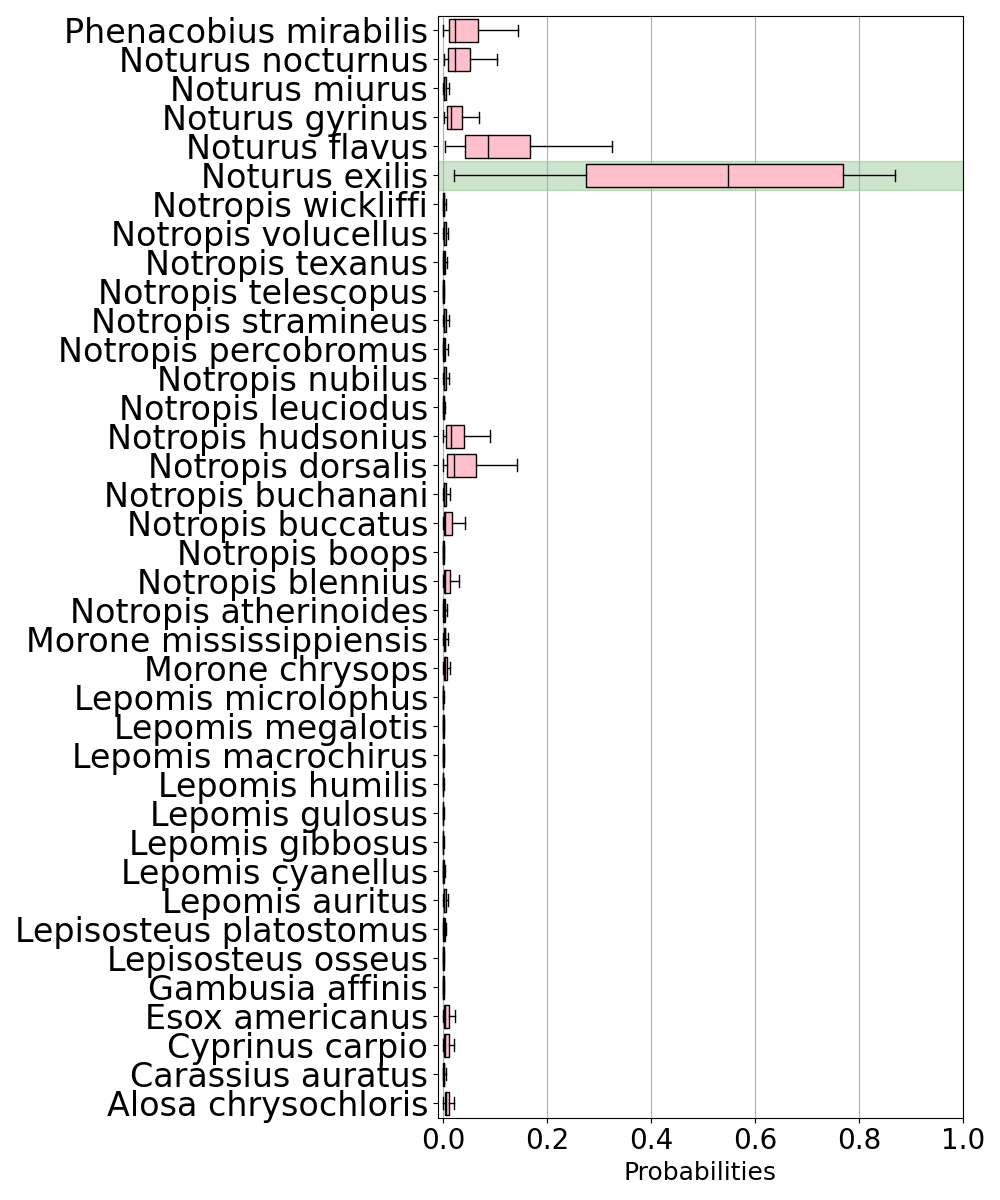 Phenacobius mirabilis
Noturus nocturnus
Noturus miurus
Noturus gyrinus
Noturus flavus
Noturus exilis
Notropis wickliffi
Notropis volucellus
Notropis texanus
Notropis telescopus
Notropis stramineus
Notropis percobromus
Notropis nubilus
Notropis leuciodus
Notropis hudsonius
Notropis dorsalis
Notropis buchanani
Notropis buccatus
Notropis boops
Notropis blennius
Notropis atherinoides
Morone mississippiensis
Morone chrysops
Lepomis microlophus
Lepomis megalotis
Lepomis macrochirus
Lepomis humilis
Lepomis gulosus
Lepomis gibbosus
Lepomis cyanellus
Lepomis auritus
Lepisosteus platostomus
Lepisosteus osseus
Gambusia affinis
Esox americanus
Cyprinus carpio
Carassius auratus
Alosa chrysochloris
0.0 0.2 0.4 0.6 0.8 1.0
Probabilities